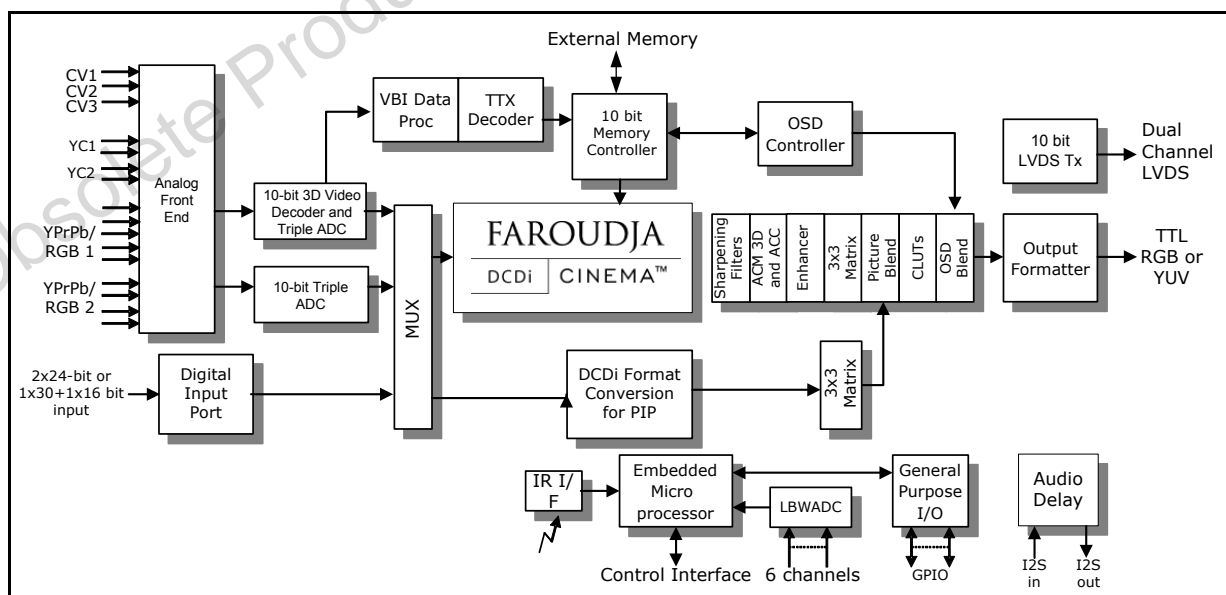 Obsolete Produ
External Memory
CV1
CV2
CV3
YC1
YC2
YPrPb/
RGB 1
YPrPb/
RGB 2
Analog
Front
End
VBI Data
Proc
TTX
Decoder
10 bit
Memory
Controller
OSD
Controller
10 bit
LVDS Tx
Dual
Channel
LVDS
10-bit 3D Video
Decoder and
Triple ADC
10-bit Triple
ADC
MUX
FAROUDJA
DCDi CINEMA™
Sharpening
Filters
ACM 3D
and ACC
Enhancer
3x3
Matrix
Picture
Blend
CLUTs
OSD
Blend
Output
Formatter
TTL
RGB or
YUV
2x24-bit or
1x30+1x16 bit
input
Digital
Input
Port
DCDi Format
Conversion
for PIP
3x3
Matrix
IR I/
F
Embedded
Micro
processor
LBWADC
General
Purpose
I/O
Audio
Delay
Control Interface
6 channels
GPIO
I2S
in
I2S
out